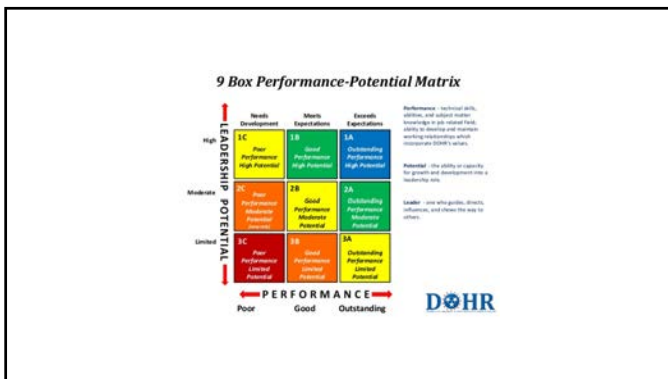 9 Box Performance-Potential Matrix
Needs Development
Meets Expectations
Exceeds Expectations
LEADERSHIP POTENTIAL
High
1C
Poor
Performance
High Potential
1B
Good
Performance
High Potential
1A
Outstanding
Performance
High Potential
Moderate
2C
Poor
Performance
Moderate
Potential
2B
Good
Performance
Moderate
Potential
2A
Outstanding
Performance
Moderate
Potential
Limited
3C
Poor
Performance
Limited
Potential
3B
Good
Performance
Limited
Potential
3A
Outstanding
Performance
Limited
Potential
PERFORMANCE
Poor
Good
Outstanding
Performance - technical skills,
abilities, and subject matter
knowledge in job related field,
ability to develop and maintain
working relationships which
incorporate DOHR's values.
Potential - the ability or capacity
for growth and development into a
leadership role.
Leader - one who guides, directs,
influences, and shows the way to
others.
DOHR